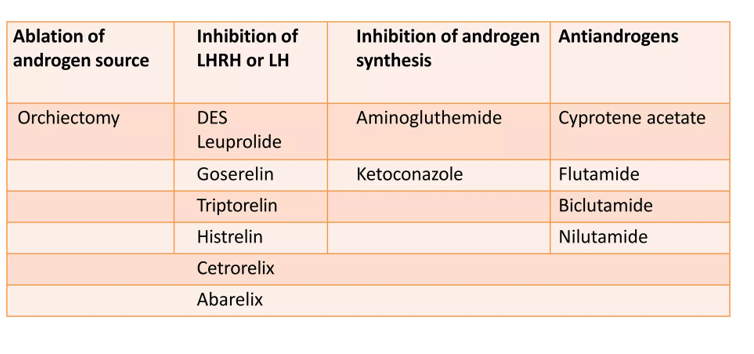 Ablation of androgen source
Inhibition of LHRH or LH
Inhibition of androgen synthesis
Antiandrogens
Orchiectomy
DES
Leuprolide
Aminogluthemide
Cyprotene acetate
Goserelin
Ketoconazole
Flutamide
Triptorelin
Biclutamide
Histrelin
Nilutamide
Cetrorelix
Abarelix